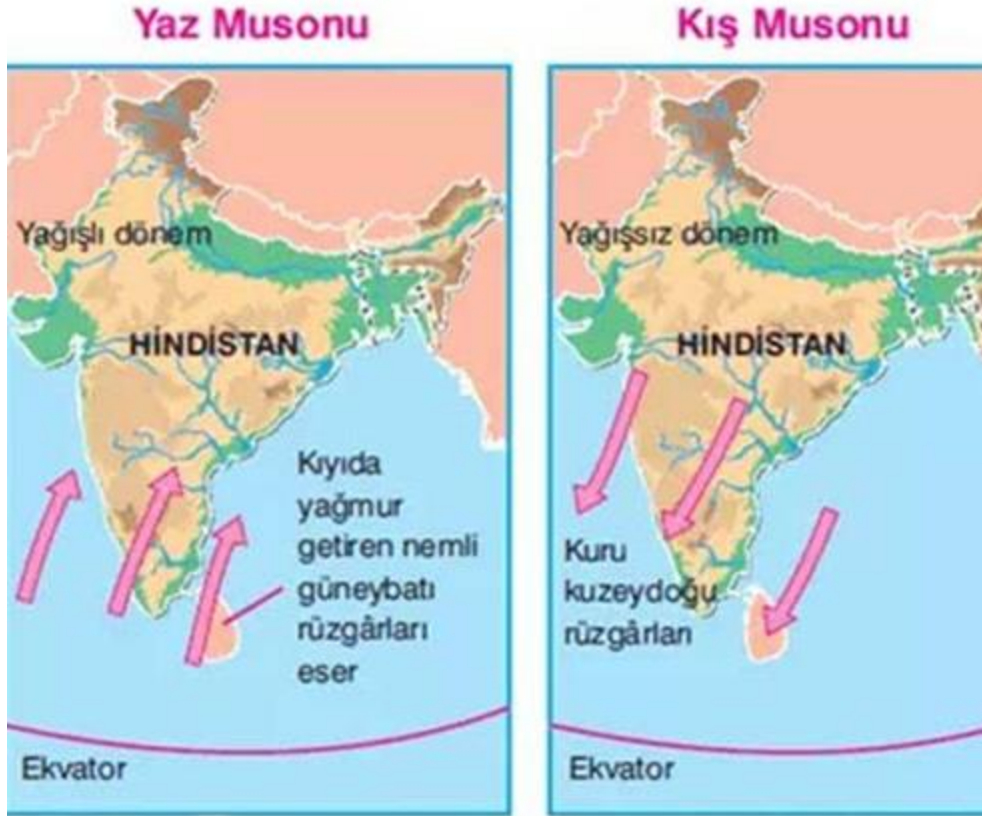 Yaz Musonu
Yağışlı dönem
HİNDİSTAN
Kıyıda
yağmur
getiren nemli
güneybatı
rüzgârları
eser
Ekvator
Kış Musonu
Yağışsız dönem
HİNDİSTAN
Kuru
kuzeydoğu
rüzgârları
Ekvator